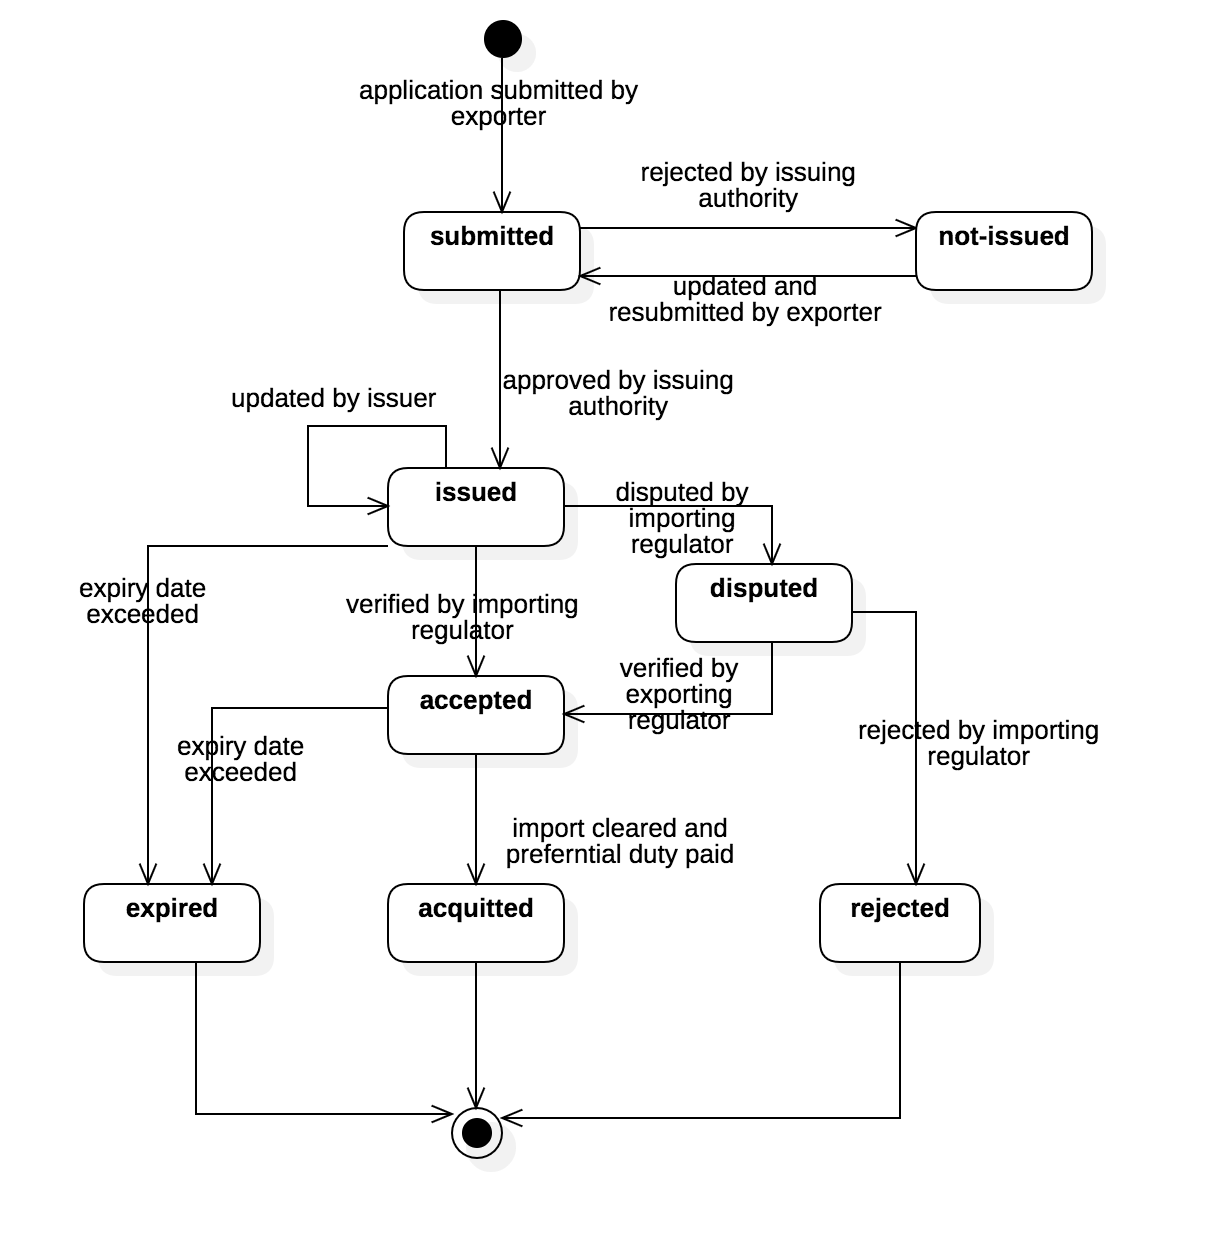 application submitted by
exporter
rejected by issuing
authority
submitted
not-issued
updated and
resubmitted by exporter
approved by issuing
authority
updated by issuer
issued
disputed by
importing
regulator
expiry date
exceeded
verified by importing
regulator
disputed
verified by
exporting
regulator
accepted
rejected by importing
regulator
expiry date
exceeded
import cleared and
preferntial duty paid
expired
acquitted
rejected